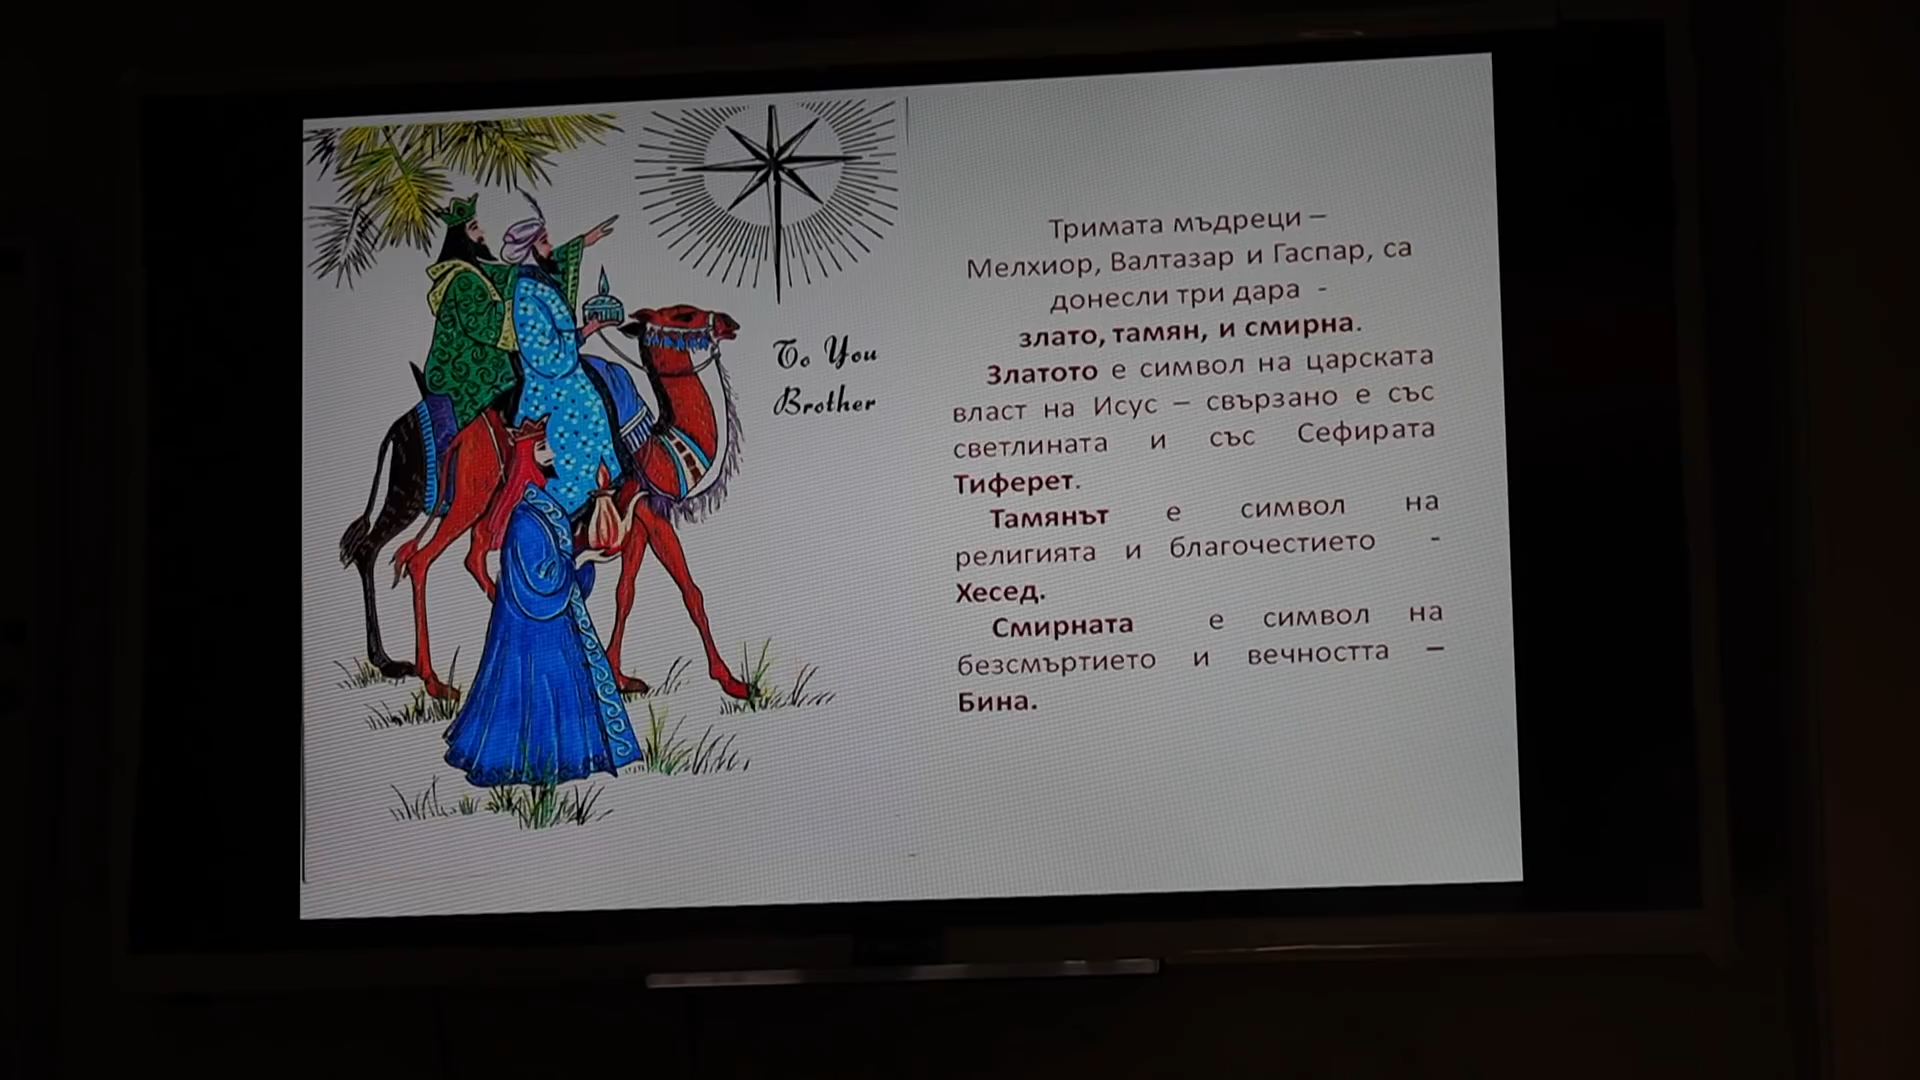 To You
Brother
Тримата мъдреци –
Мелхиор, Валтазар и Гаспар, са
донесли три дара -
злато, тамян, и смирна.
Златото е символ на царската
власт на Исус – свързано е със
светлината и със Сефирата
Тиферет.
Тамянът е символ на
религията и благочестието -
Хесед.
Смирната е символ на
безсмъртието и вечността –
Бина.